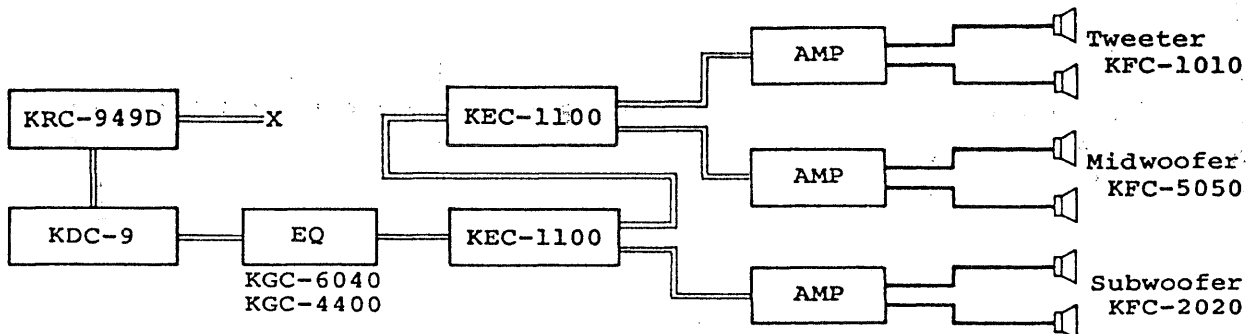 AMP
Tweeter
KFC-1010
KRC-949D
X
KEC-1100
AMP
Midwoofer
KFC-5050
KDC-9
EQ
KEC-1100
KGC-6040
KGC-4400
AMP
Subwoofer
KFC-2020